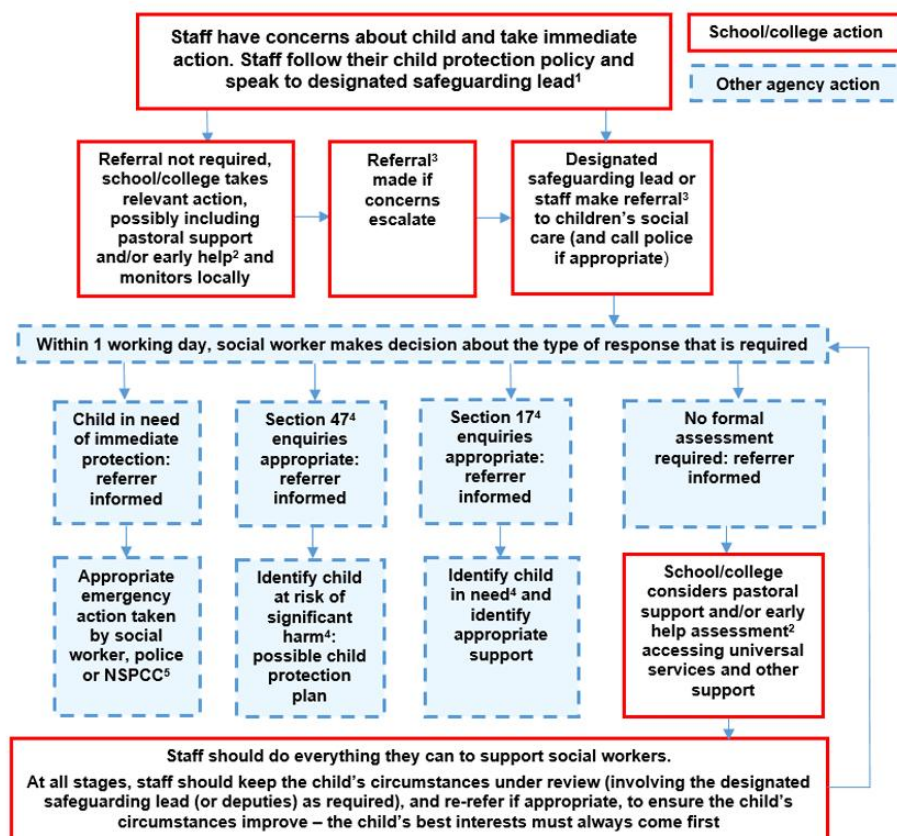 Staff have concerns about child and take immediate
action. Staff follow their child protection policy and
speak to designated safeguarding lead¹
School/college action
Other agency action
Referral not required,
school/college takes
relevant action,
possibly including
pastoral support
and/or early help² and
monitors locally
Referral³
made if
concerns
escalate
Designated
safeguarding lead or
staff make referral³
to children’s social
care (and call police
if appropriate)
Within 1 working day, social worker makes decision about the type of response that is required
Child in need
of immediate
protection:
referrer
informed
Section 47⁴
enquiries
appropriate:
referrer
informed
Section 17⁴
enquiries
appropriate:
referrer
informed
No formal
assessment
required: referrer
informed
Appropriate
emergency
action taken
by social
worker, police
or NSPCC⁵
Identify child
at risk of
significant
harm⁴:
possible child
protection
plan
Identify child
in need⁴ and
identify
appropriate
support
School/college
considers pastoral
support and/or early
help assessment²
accessing universal
services and other
support
Staff should do everything they can to support social workers.
At all stages, staff should keep the child’s circumstances under review (involving the designated
safeguarding lead (or deputies) as required), and re-refer if appropriate, to ensure the child’s
circumstances improve – the child’s best interests must always come first